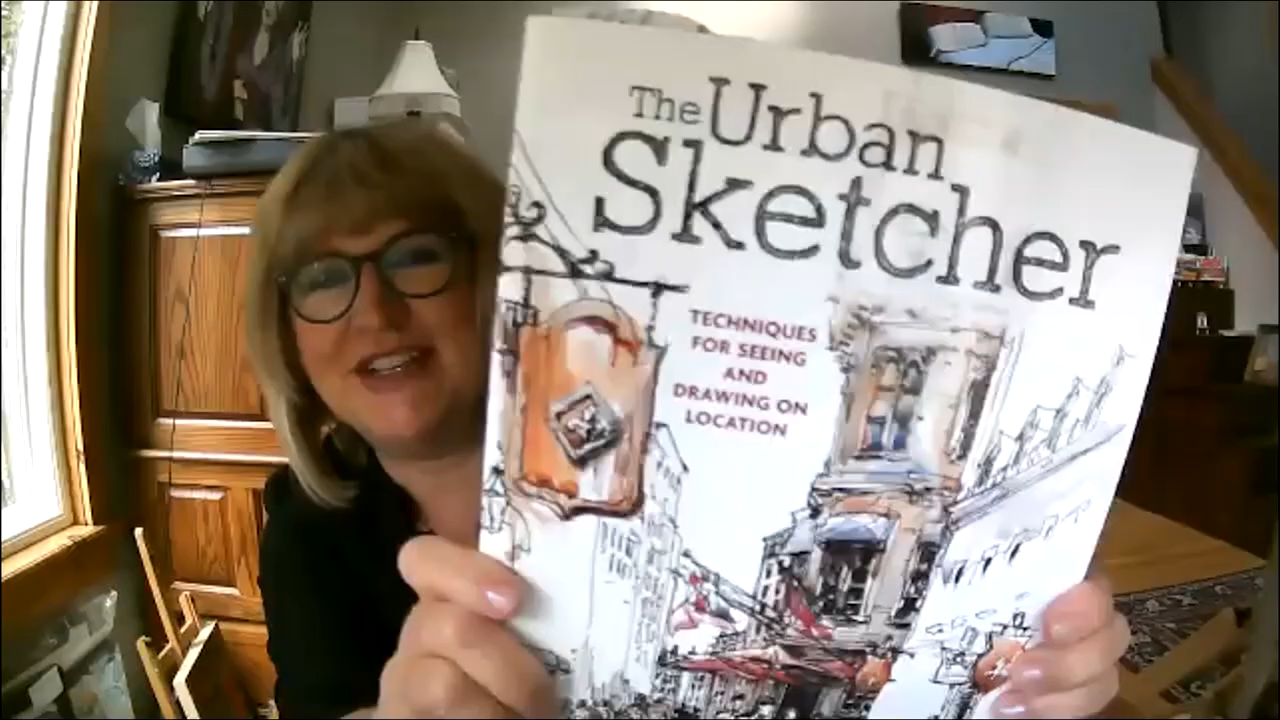 The Urban
Sketcher
TECHNIQUES
FOR SEEING
AND
DRAWING ON
LOCATION